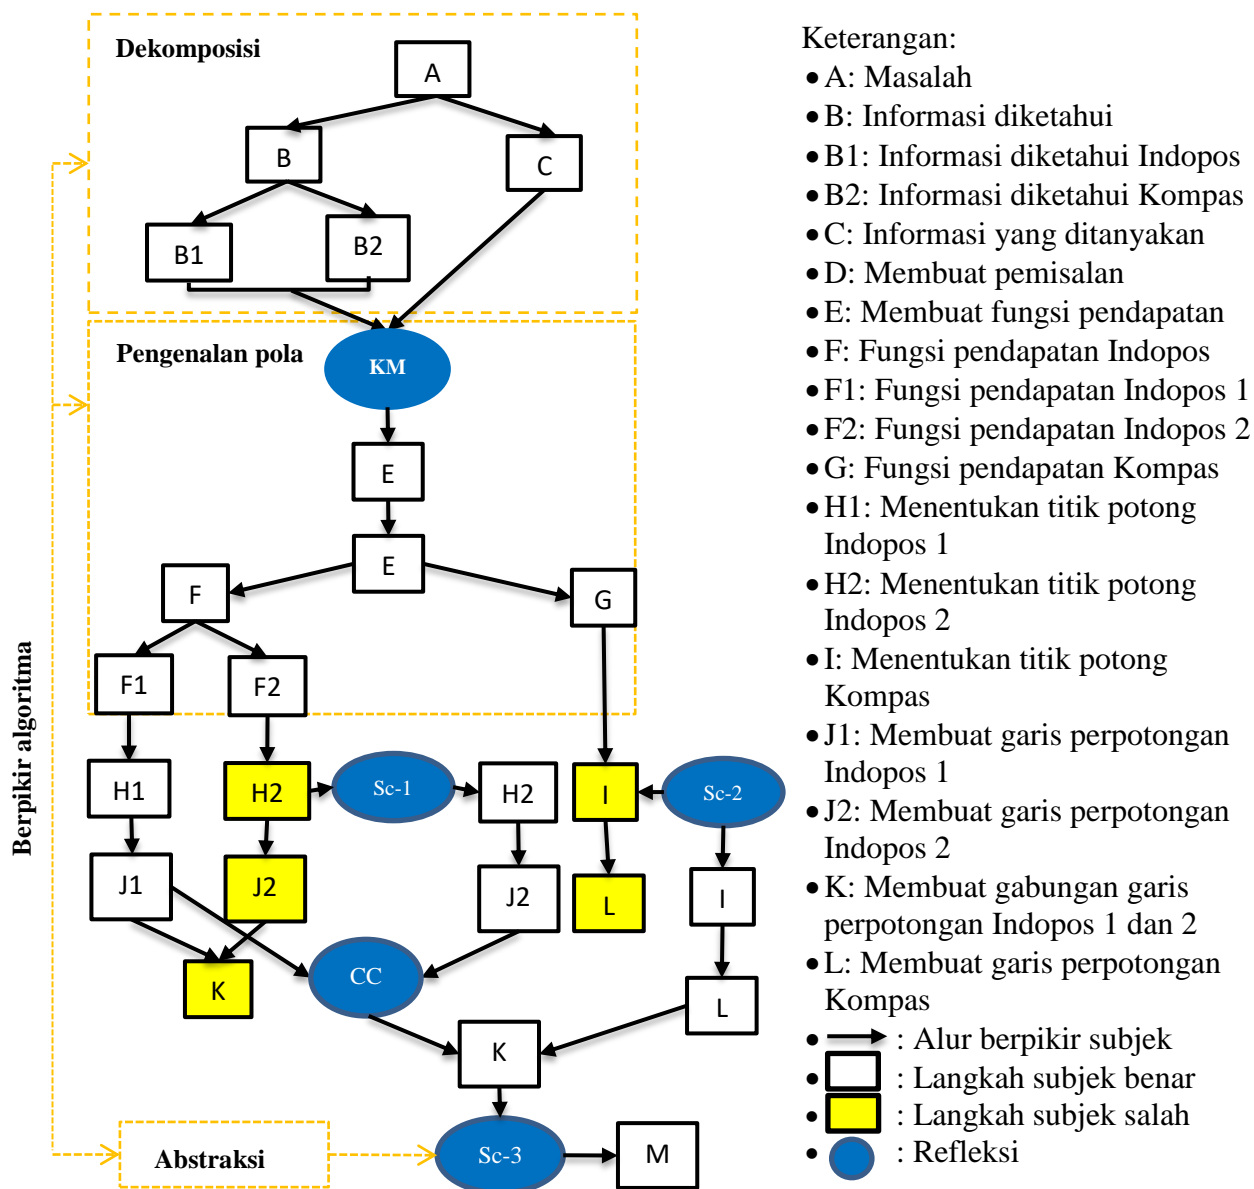 Dekomposisi
A
B
C
B1
B2
Pengenalan pola
KM
E
E
F
G
F1
F2
H1
H2
Sc-1
H2
I
Sc-2
J1
J2
J2
L
I
K
CC
L
K
Abstraksi
Sc-3
M
Berpikir algoritma
Keterangan:
• A: Masalah
• B: Informasi diketahui
• B1: Informasi diketahui Indopos
• B2: Informasi diketahui Kompas
• C: Informasi yang ditanyakan
• D: Membuat pemisalan
• E: Membuat fungsi pendapatan
• F: Fungsi pendapatan Indopos
• F1: Fungsi pendapatan Indopos 1
• F2: Fungsi pendapatan Indopos 2
• G: Fungsi pendapatan Kompas
• H1: Menentukan titik potong
Indopos 1
• H2: Menentukan titik potong
Indopos 2
• I: Menentukan titik potong
Kompas
• J1: Membuat garis perpotongan
Indopos 1
• J2: Membuat garis perpotongan
Indopos 2
• K: Membuat gabungan garis
perpotongan Indopos 1 dan 2
• L: Membuat garis perpotongan
Kompas
• : Alur berpikir subjek
• : Langkah subjek benar
• : Langkah subjek salah
• : Refleksi